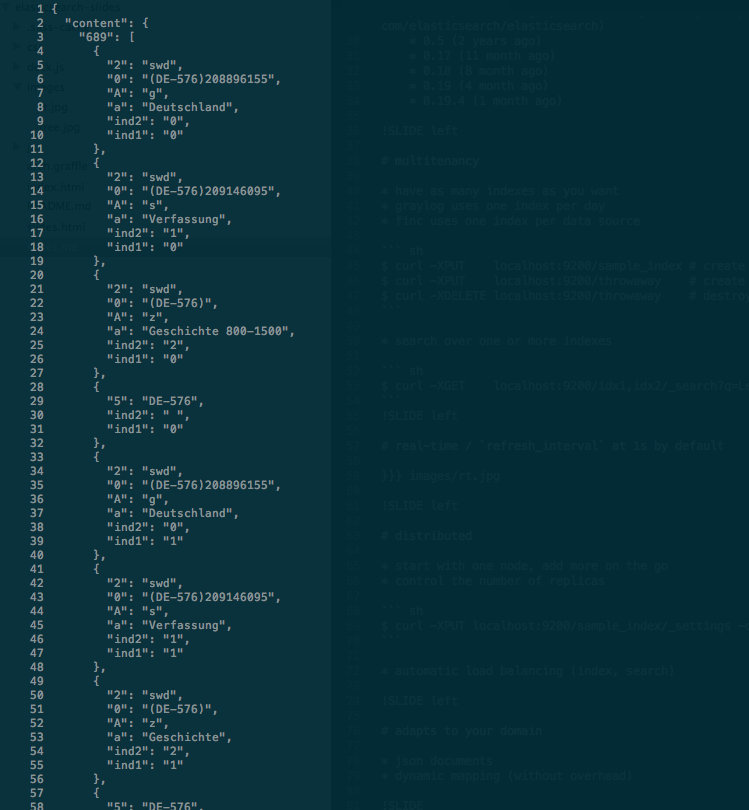 1 {
2 "content": {
3 "689": [
4 {
5 "2": "swd",
6 "0": "(DE-576)208896155",
7 "A": "g",
8 "a": "Deutschland",
9 "ind2": "0",
10 "ind1": "0"
11 },
12 {
13 "2": "swd",
14 "0": "(DE-576)209146095",
15 "A": "s",
16 "a": "Verfassung",
17 "ind2": "1",
18 "ind1": "0"
19 },
20 {
21 "2": "swd",
22 "0": "(DE-576)",
23 "A": "z",
24 "a": "Geschichte 800-1500",
25 "ind2": "2",
26 "ind1": "0"
27 },
28 {
29 "5": "DE-576",
30 "ind2": " ",
31 "ind1": "0"
32 },
33 {
34 "2": "swd",
35 "0": "(DE-576)208896155",
36 "A": "g",
37 "a": "Deutschland",
38 "ind2": "0",
39 "ind1": "1"
40 },
41 {
42 "2": "swd",
43 "0": "(DE-576)209146095",
44 "A": "s",
45 "a": "Verfassung",
46 "ind2": "1",
47 "ind1": "1"
48 },
49 {
50 "2": "swd",
51 "0": "(DE-576)",
52 "A": "z",
53 "a": "Geschichte",
54 "ind2": "2",
55 "ind1": "1"
56 },
57 {
58 "5": "DE-576",
com/elasticsearch/elasticsearch)
* 0.5 (2 years ago)
* 0.17 (11 month ago)
* 0.18 (8 month ago)
* 0.19 (4 month ago)
* 0.19.4 (1 month ago)
!SLIDE left
# multitenancy
* have as many indexes as you want
* graylog uses one index per day
* finc uses one index per data source
``` sh
$ curl -XPUT localhost:9200/sample_index # create
$ curl -XPUT localhost:9200/throwaway # create
$ curl -XDELETE localhost:9200/throwaway # destro
```
* search over one or more indexes
``` sh
$ curl -XGET localhost:9200/idx1,idx2/_search?q=
```
!SLIDE left
# real-time / `refresh_interval` at 1s by default
images/rt.jpg
!SLIDE left
# distributed
* start with one node, add more on the go
* control the number of replicas
``` sh
$ curl -XPUT localhost:9200/sample_index/_settings
```
* automatic load balancing (index, search)
!SLIDE left
# adapts to your domain
* json documents
* dynamic mapping (without overhead)
!SLIDE